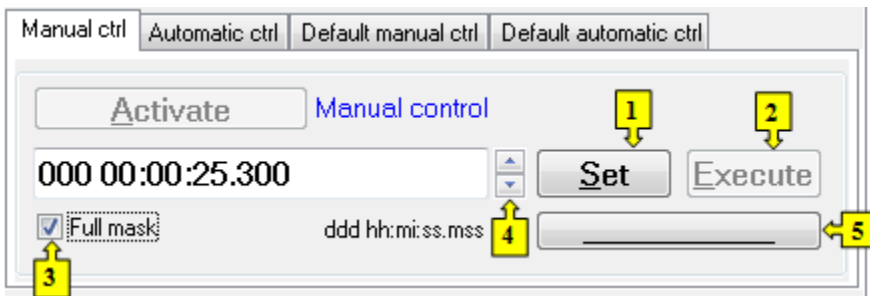 Manual ctrl Automatic ctrl Default manual ctrl Default automatic ctrl
Activate Manual control 1 2
000 00:00:25.300 Set Execute
Full mask ddd hh:mi:ss.mss 4 5
3